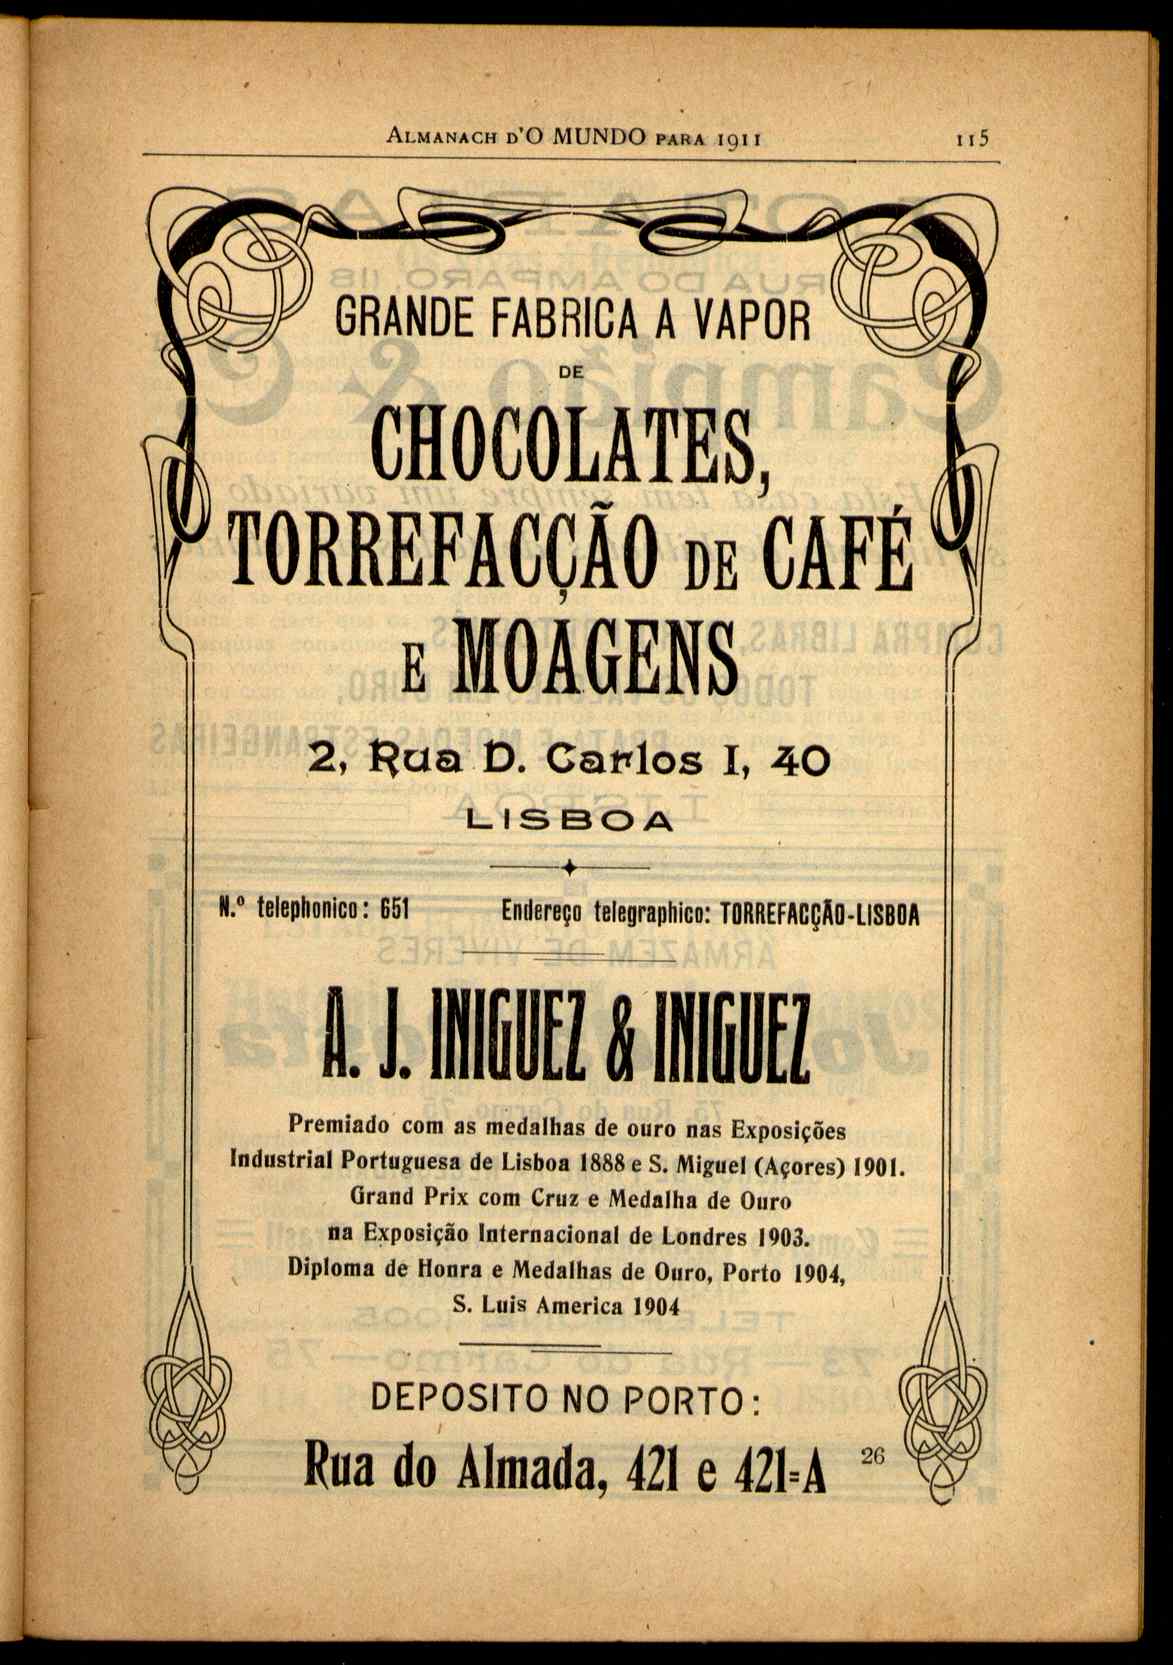 ALMANACH D'O MUNDO PARA 1911 115
GRANDE FABRICA A VAPOR
DE
CHOCOLATES,
TORREFACÇÃO DE CAFÉ
E MOAGENS
2, Rua D. Carlos I, 40
LISBOA
N.º telephonico: 651 Endereço telegraphico: TORREFACÇÃO-LISBOA
A. J. INIGUEZ & INIGUEZ
Premiado com as medalhas de ouro nas Exposições
Industrial Portuguesa de Lisboa 1888 e S. Miguel (Açores) 1901.
Grand Prix com Cruz e Medalha de Ouro
na Exposição Internacional de Londres 1903.
Diploma de Honra e Medalhas de Ouro, Porto 1904,
S. Luis America 1904
DEPOSITO NO PORTO:
Rua do Almada, 421 e 421-A 26